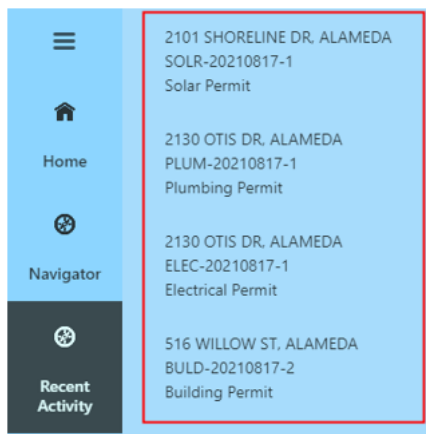 Home
Navigator
Recent
Activity
2101 SHORELINE DR, ALAMEDA
SOLR-20210817-1
Solar Permit
2130 OTIS DR, ALAMEDA
PLUM-20210817-1
Plumbing Permit
2130 OTIS DR, ALAMEDA
ELEC-20210817-1
Electrical Permit
516 WILLOW ST, ALAMEDA
BULD-20210817-2
Building Permit